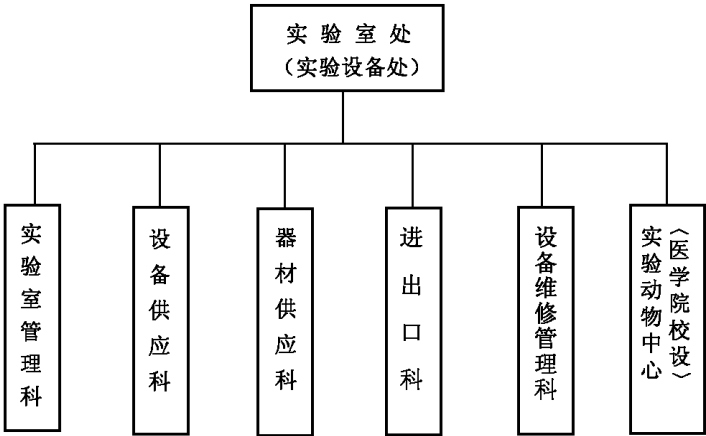 实验室处
（实验设备处）
实验室管理科
设备供应科
器材供应科
进出口科
设备维修管理科
实验动物中心
〈医学院校设〉